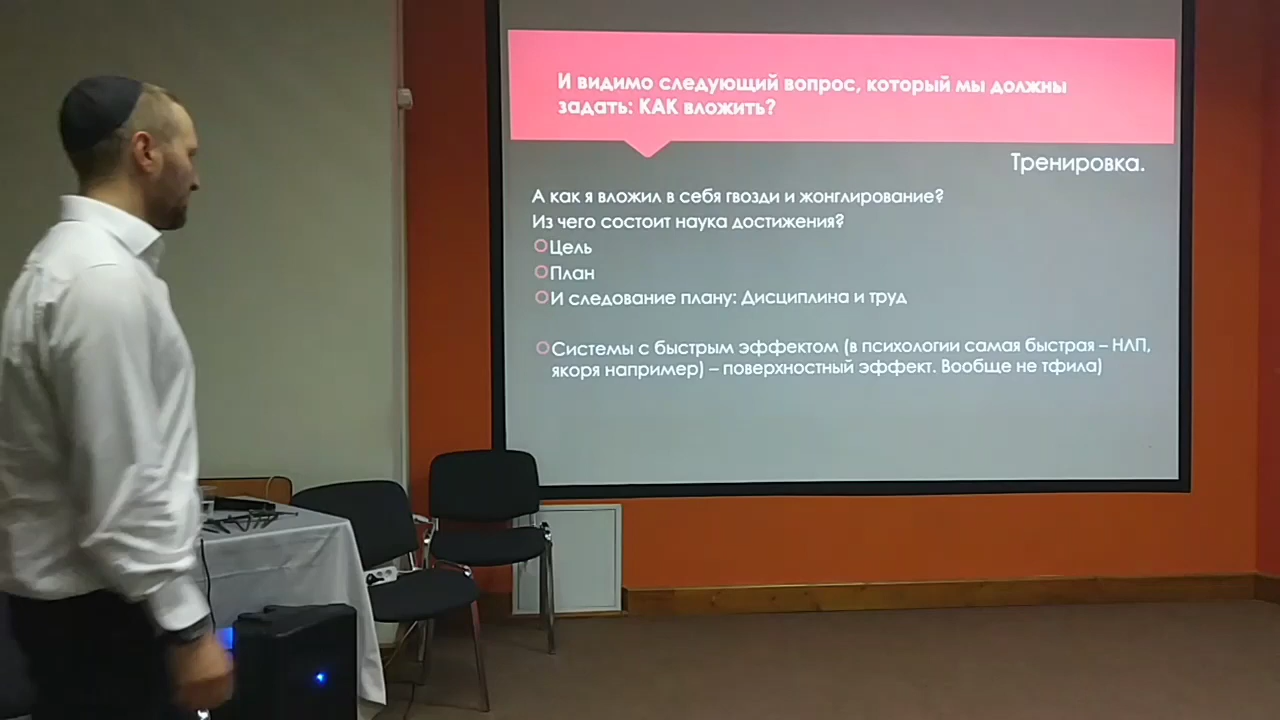 И видимо следующий вопрос, который мы должны
задать: КАК вложить?
Тренировка.
А как я вложил в себя гвозди и жонглирование?
Из чего состоит наука достижения?
Цель
План
И следование плану: Дисциплина и труд
Системы с быстрым эффектом (в психологии самая быстрая – НЛП,
якоря например) – поверхностный эффект. Вообще не тфила)